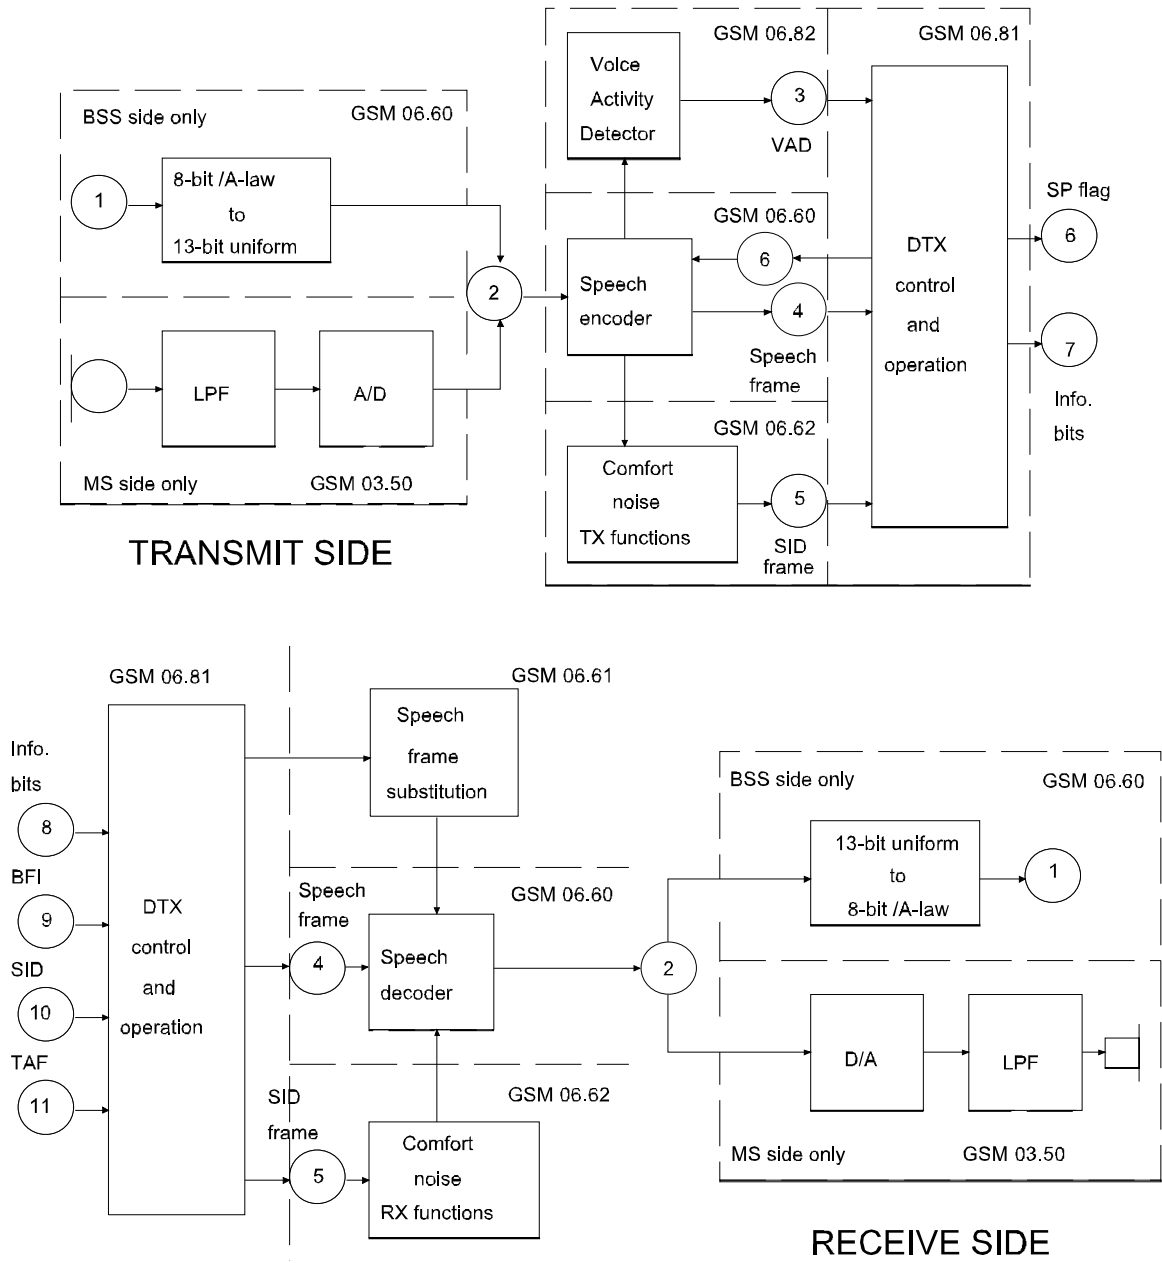 GSM 06.82
GSM 06.81
Volce
Activity
Detector
3
VAD
BSS side only
GSM 06.60
1
8-bit /A-law
to
13-bit uniform
2
LPF
A/D
MS side only
GSM 03.50
TRANSMIT SIDE
GSM 06.60
Speech
encoder
6
4
Speech
frame
GSM 06.62
Comfort
noise
TX functions
5
SID
frame
DTX
control
and
operation
SP flag
6
7
Info.
bits
GSM 06.81
Info.
bits
8
BFI
9
SID
10
TAF
11
DTX
control
and
operation
GSM 06.61
Speech
frame
substitution
Speech
frame
GSM 06.60
4
Speech
decoder
SID
frame
GSM 06.62
5
Comfort
noise
RX functions
2
BSS side only
GSM 06.60
13-bit uniform
to
8-bit /A-law
1
D/A
LPF
MS side only
GSM 03.50
RECEIVE SIDE